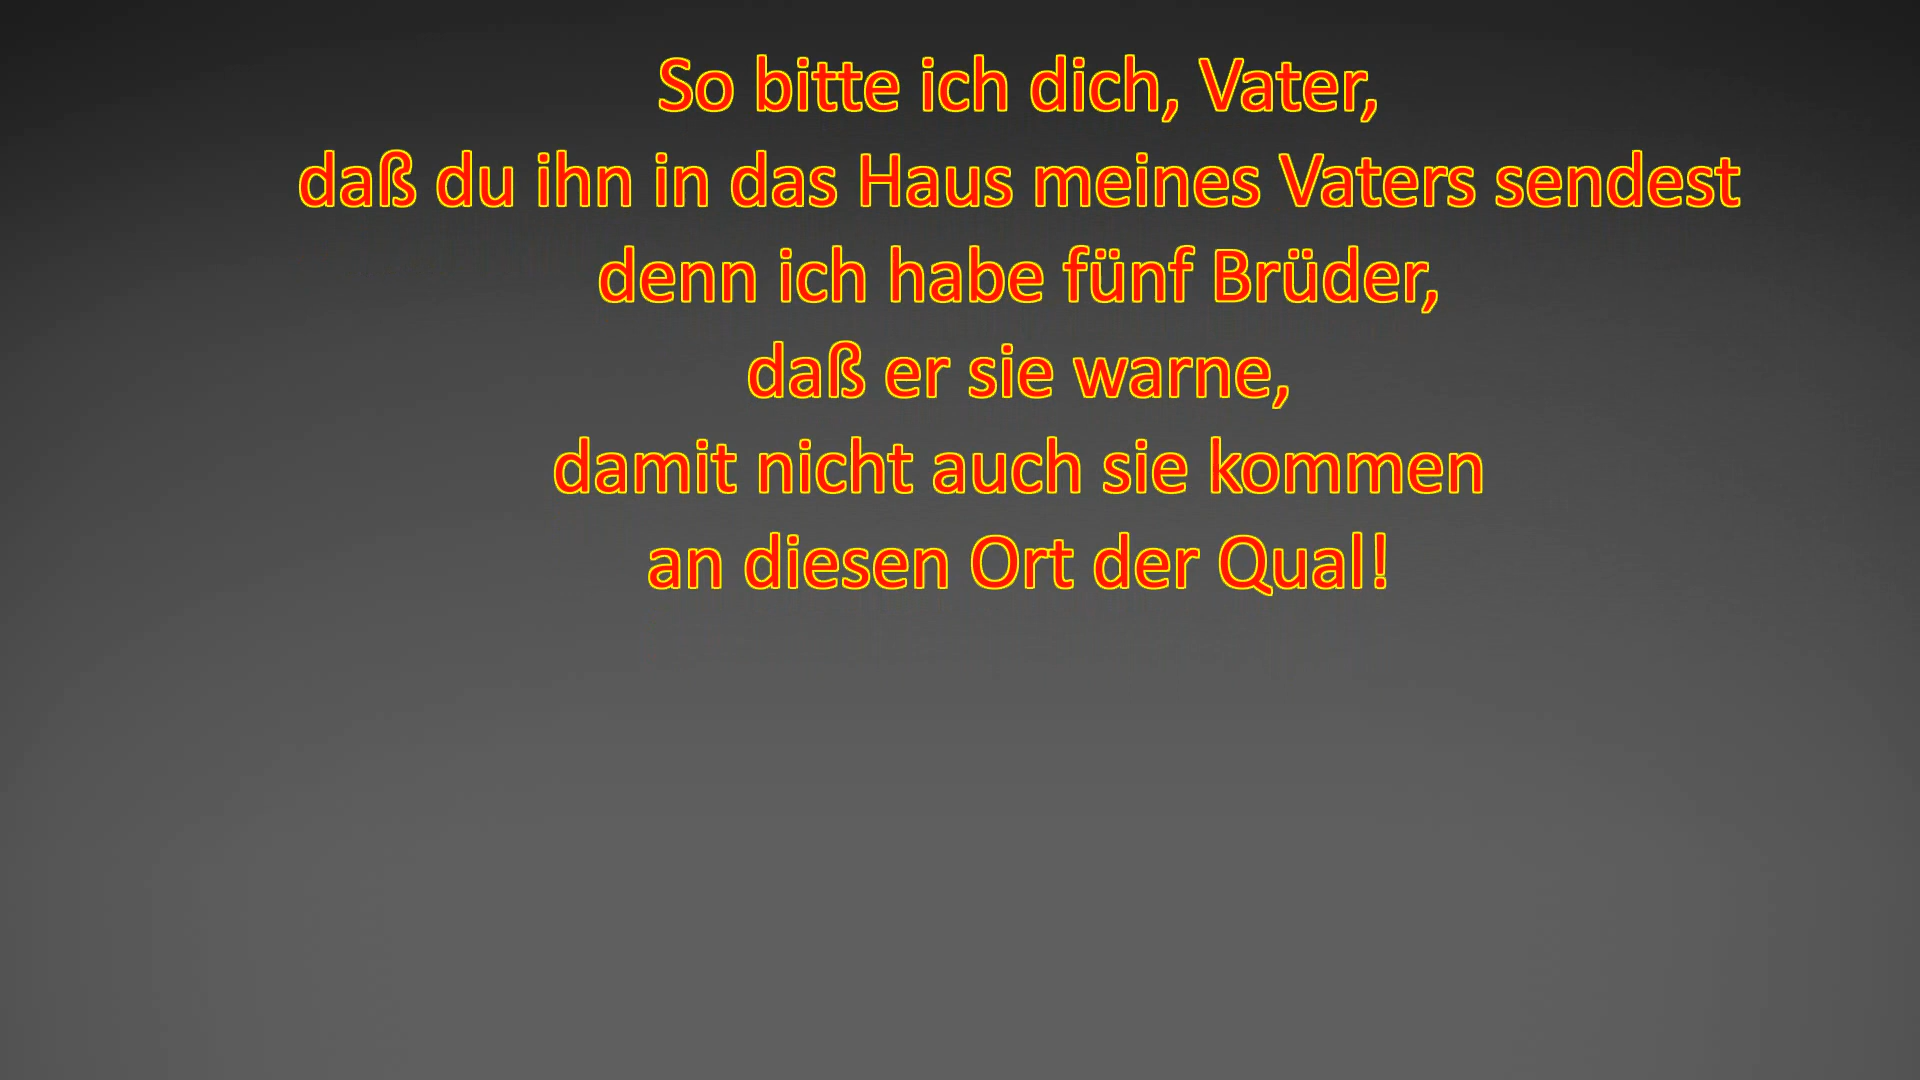 So bitte ich dich, Vater,
daß du ihn in das Haus meines Vaters sendest
denn ich habe fünf Brüder,
daß er sie warne,
damit nicht auch sie kommen
an diesen Ort der Qual!